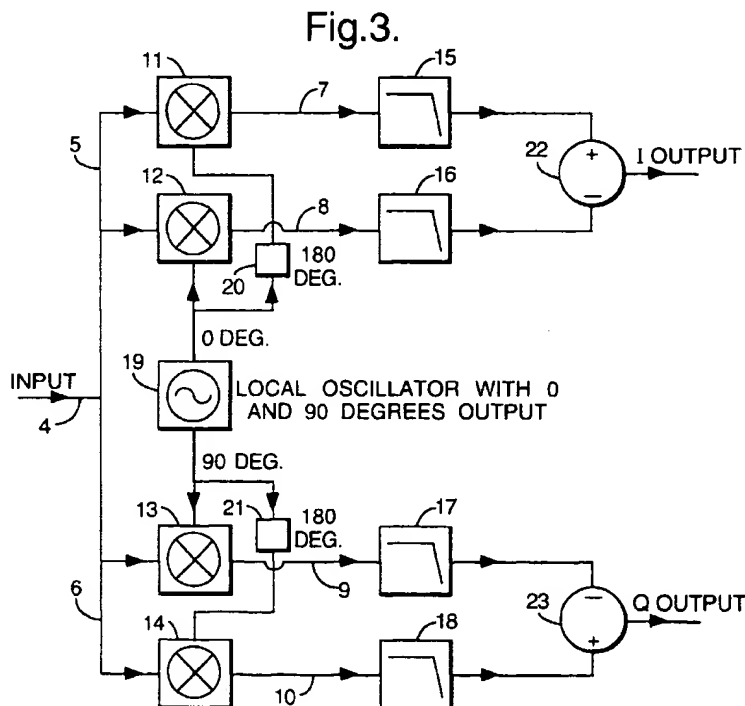 Fig.3.
11
15
7
5
22
+
−
I OUTPUT
12
16
8
20
180
DEG.
0 DEG.
INPUT
4
19
LOCAL OSCILLATOR WITH 0
AND 90 DEGREES OUTPUT
90 DEG.
13
21
180
DEG.
17
9
6
23
−
+
Q OUTPUT
14
18
10